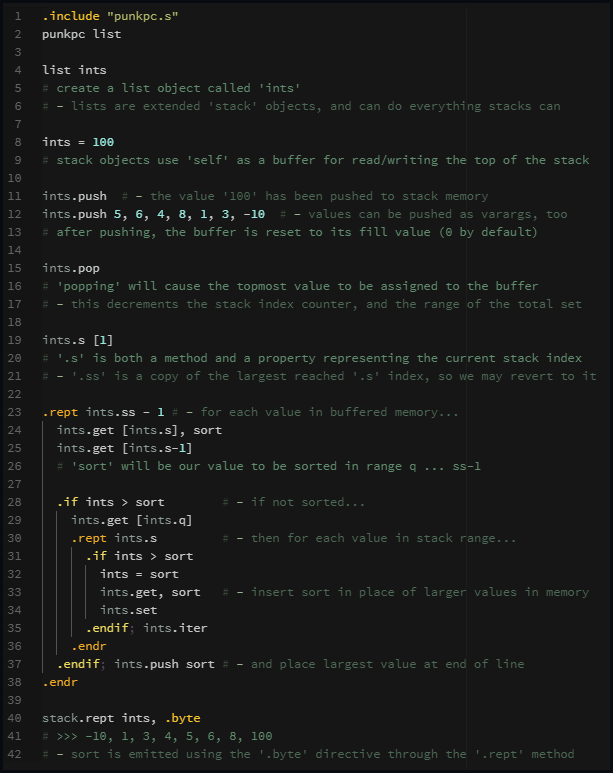 1 .include "punkpc.s"
2 punkpc list
3
4 list ints
5 # create a list object called 'ints'
6 # - lists are extended 'stack' objects, and can do everything stacks can
7
8 ints = 100
9 # stack objects use 'self' as a buffer for read/writing the top of the stack
10
11 ints.push  # - the value '100' has been pushed to stack memory
12 ints.push 5, 6, 4, 8, 1, 3, -10  # - values can be pushed as varargs, too
13 # after pushing, the buffer is reset to its fill value (0 by default)
14
15 ints.pop
16 # 'popping' will cause the topmost value to be assigned to the buffer
17 # - this decrements the stack index counter, and the range of the total set
18
19 ints.s [1]
20 # '.s' is both a method and a property representing the current stack index
21 # - '.ss' is a copy of the largest reached '.s' index, so we may revert to it
22
23 .rept ints.ss - 1 # - for each value in buffered memory...
24   ints.get [ints.s], sort
25   ints.get [ints.s-1]
26   # 'sort' will be our value to be sorted in range q ... ss-1
27
28   .if ints > sort        # - if not sorted...
29     ints.get [ints.q]
30     .rept ints.s         # - then for each value in stack range...
31       .if ints > sort
32         ints = sort
33         ints.get, sort   # - insert sort in place of larger values in memory
34         ints.set
35       .endif; ints.iter
36     .endr
37   .endif; ints.push sort # - and place largest value at end of line
38 .endr
39
40 stack.rept ints, .byte
41 # >>> -10, 1, 3, 4, 5, 6, 8, 100
42 # - sort is emitted using the '.byte' directive through the '.rept' method